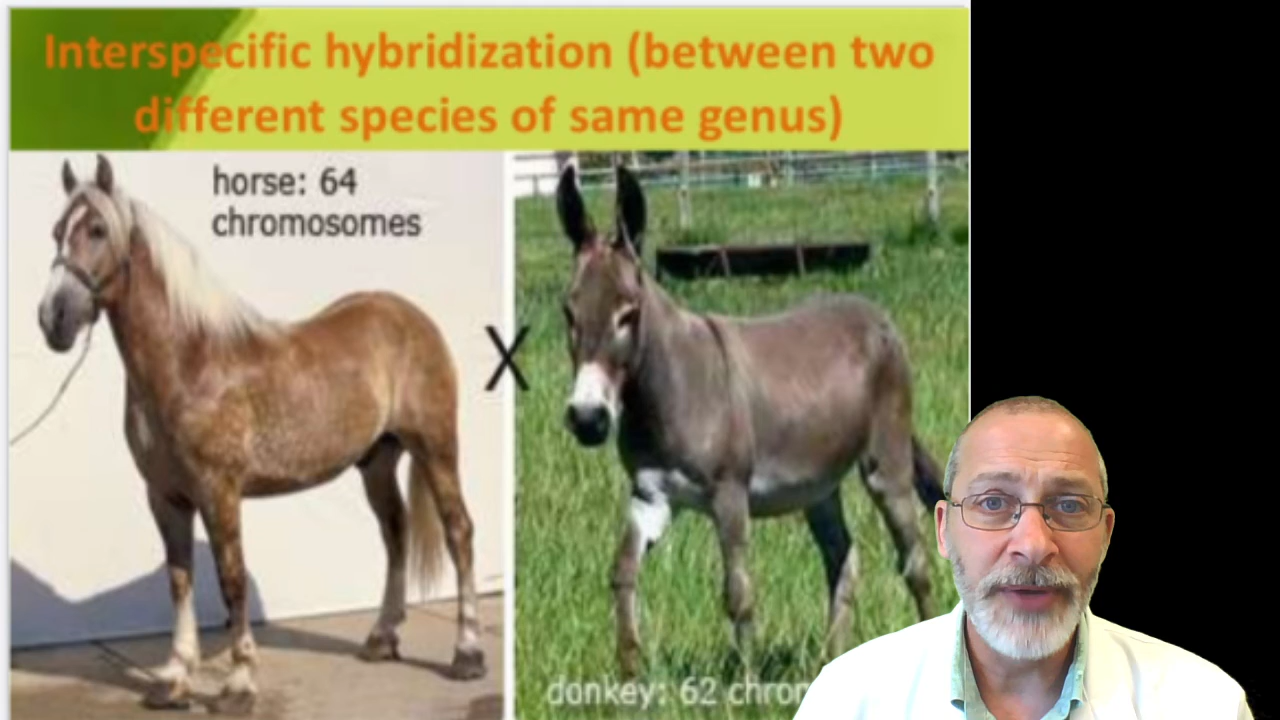 Interspecific hybridization (between two
different species of same genus)
horse: 64
chromosomes
X
donkey: 62